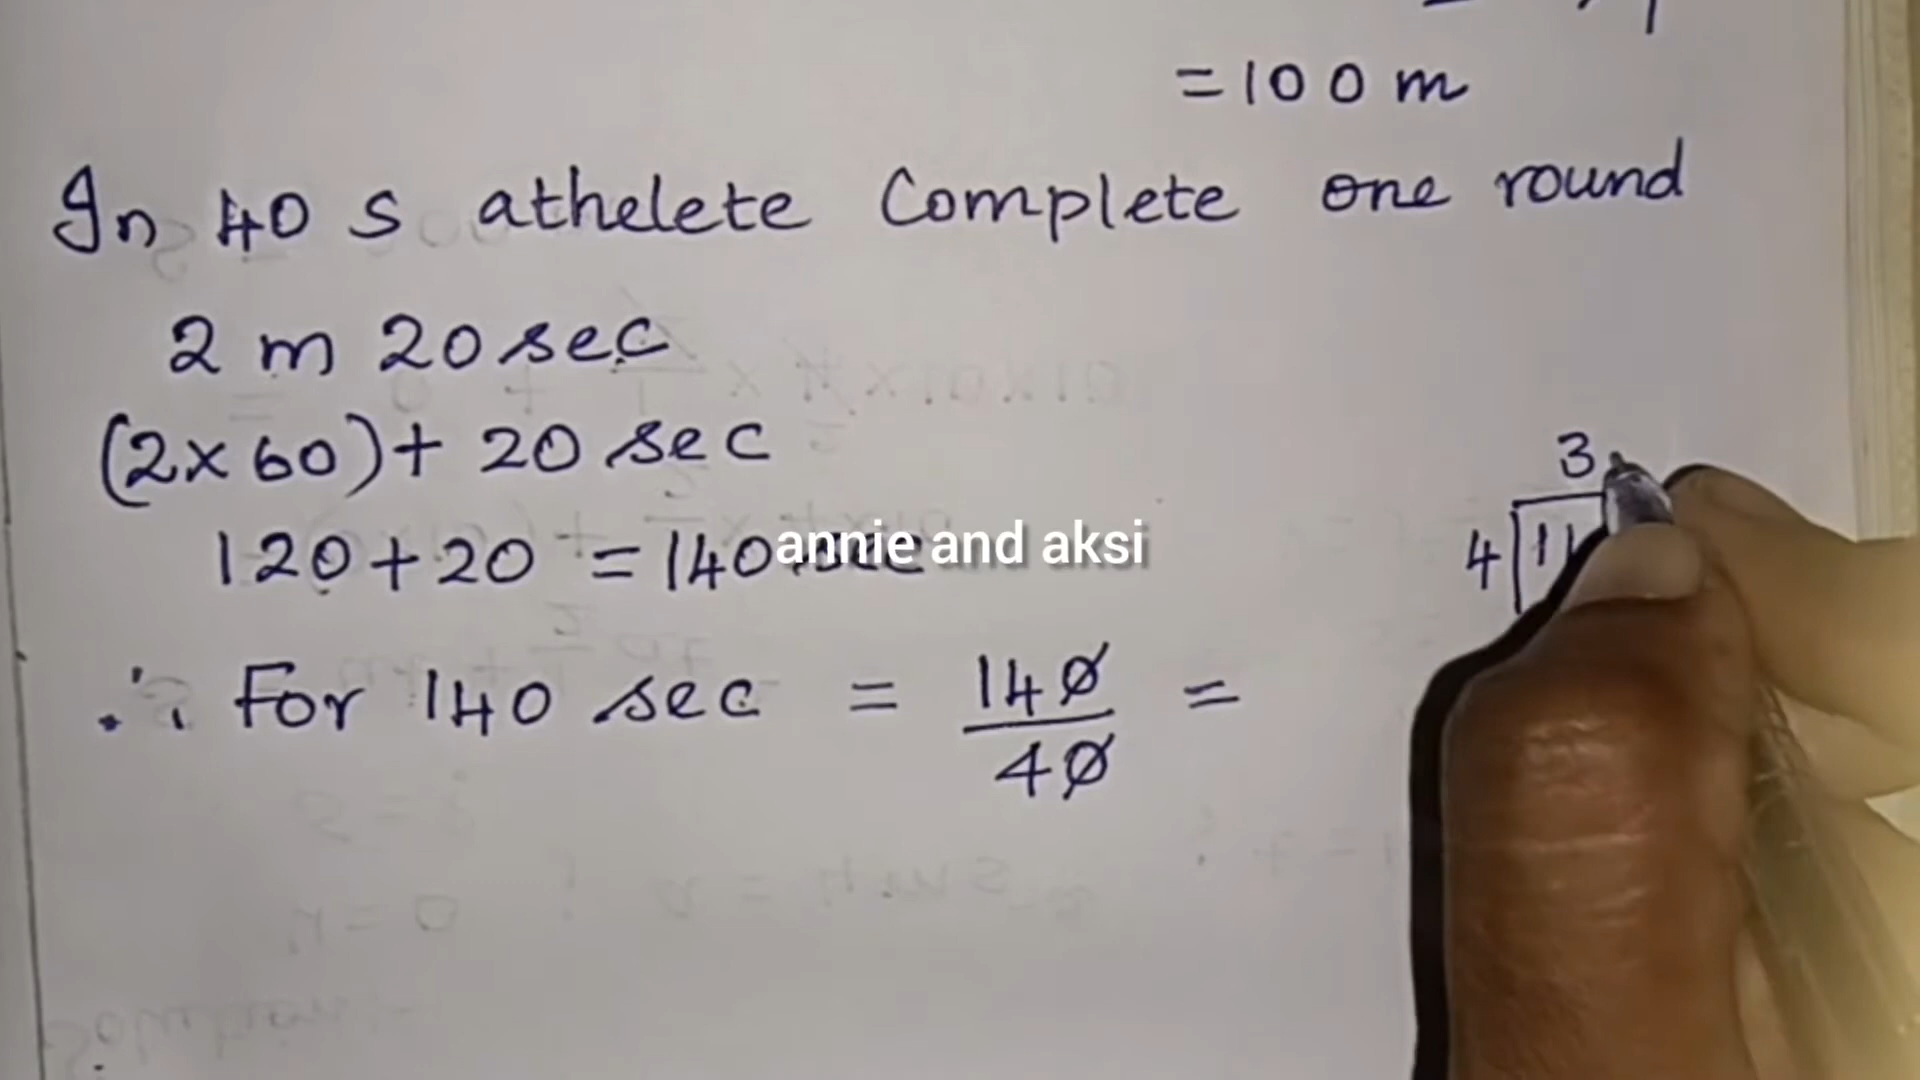 = 100 m
In 40 s athelete Complete one round
2 m 20 sec
(2x60) + 20 sec
120 + 20 = 140 sec
annie and aksi
3
4
∴ For 140 sec = 140/40 =